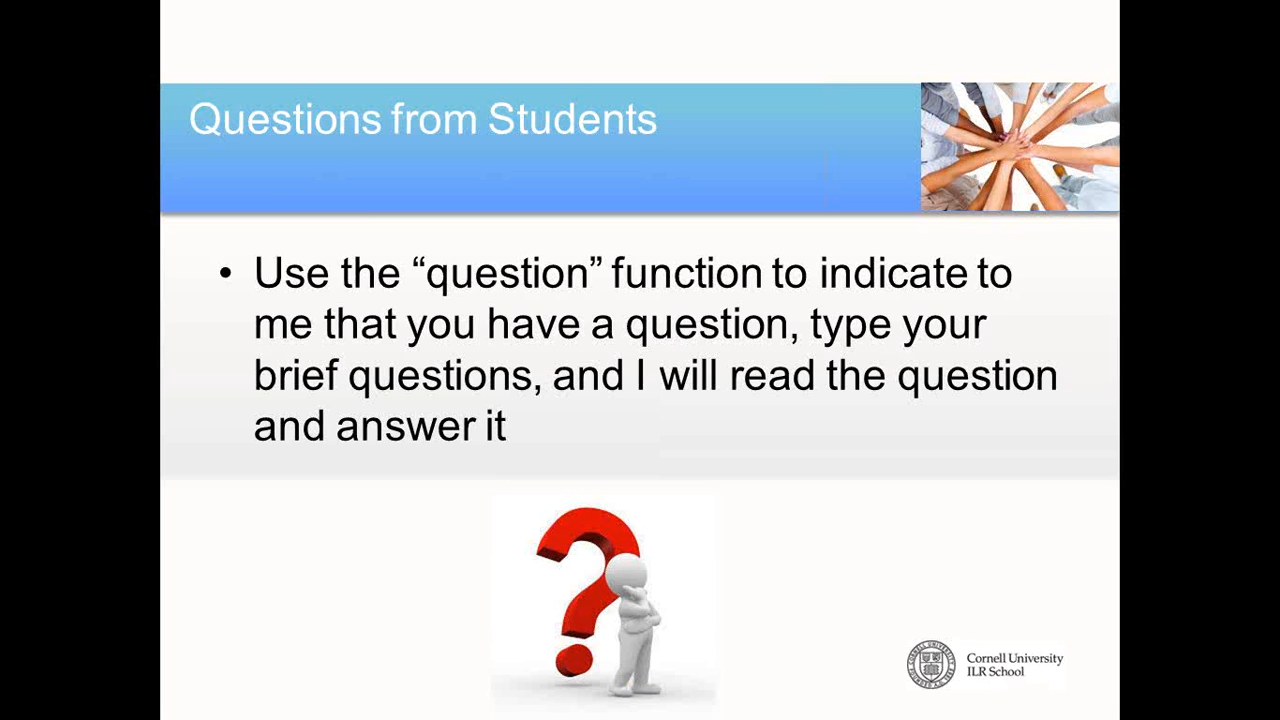 Questions from Students
• Use the “question” function to indicate to
me that you have a question, type your
brief questions, and I will read the question
and answer it
Cornell University
ILR School